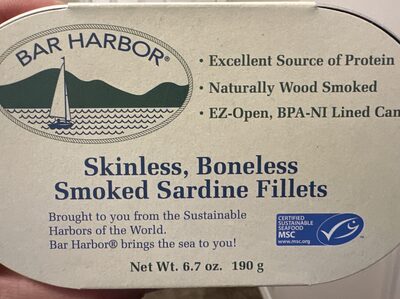 BAR HARBOR®
• Excellent Source of Protein
• Naturally Wood Smoked
• EZ-Open, BPA-NI Lined Can
Skinless, Boneless
Smoked Sardine Fillets
Brought to you from the Sustainable
Harbors of the World.
Bar Harbor® brings the sea to you!
CERTIFIED
SUSTAINABLE
SEAFOOD
MSC
www.msc.org
Net Wt. 6.7 oz. 190 g